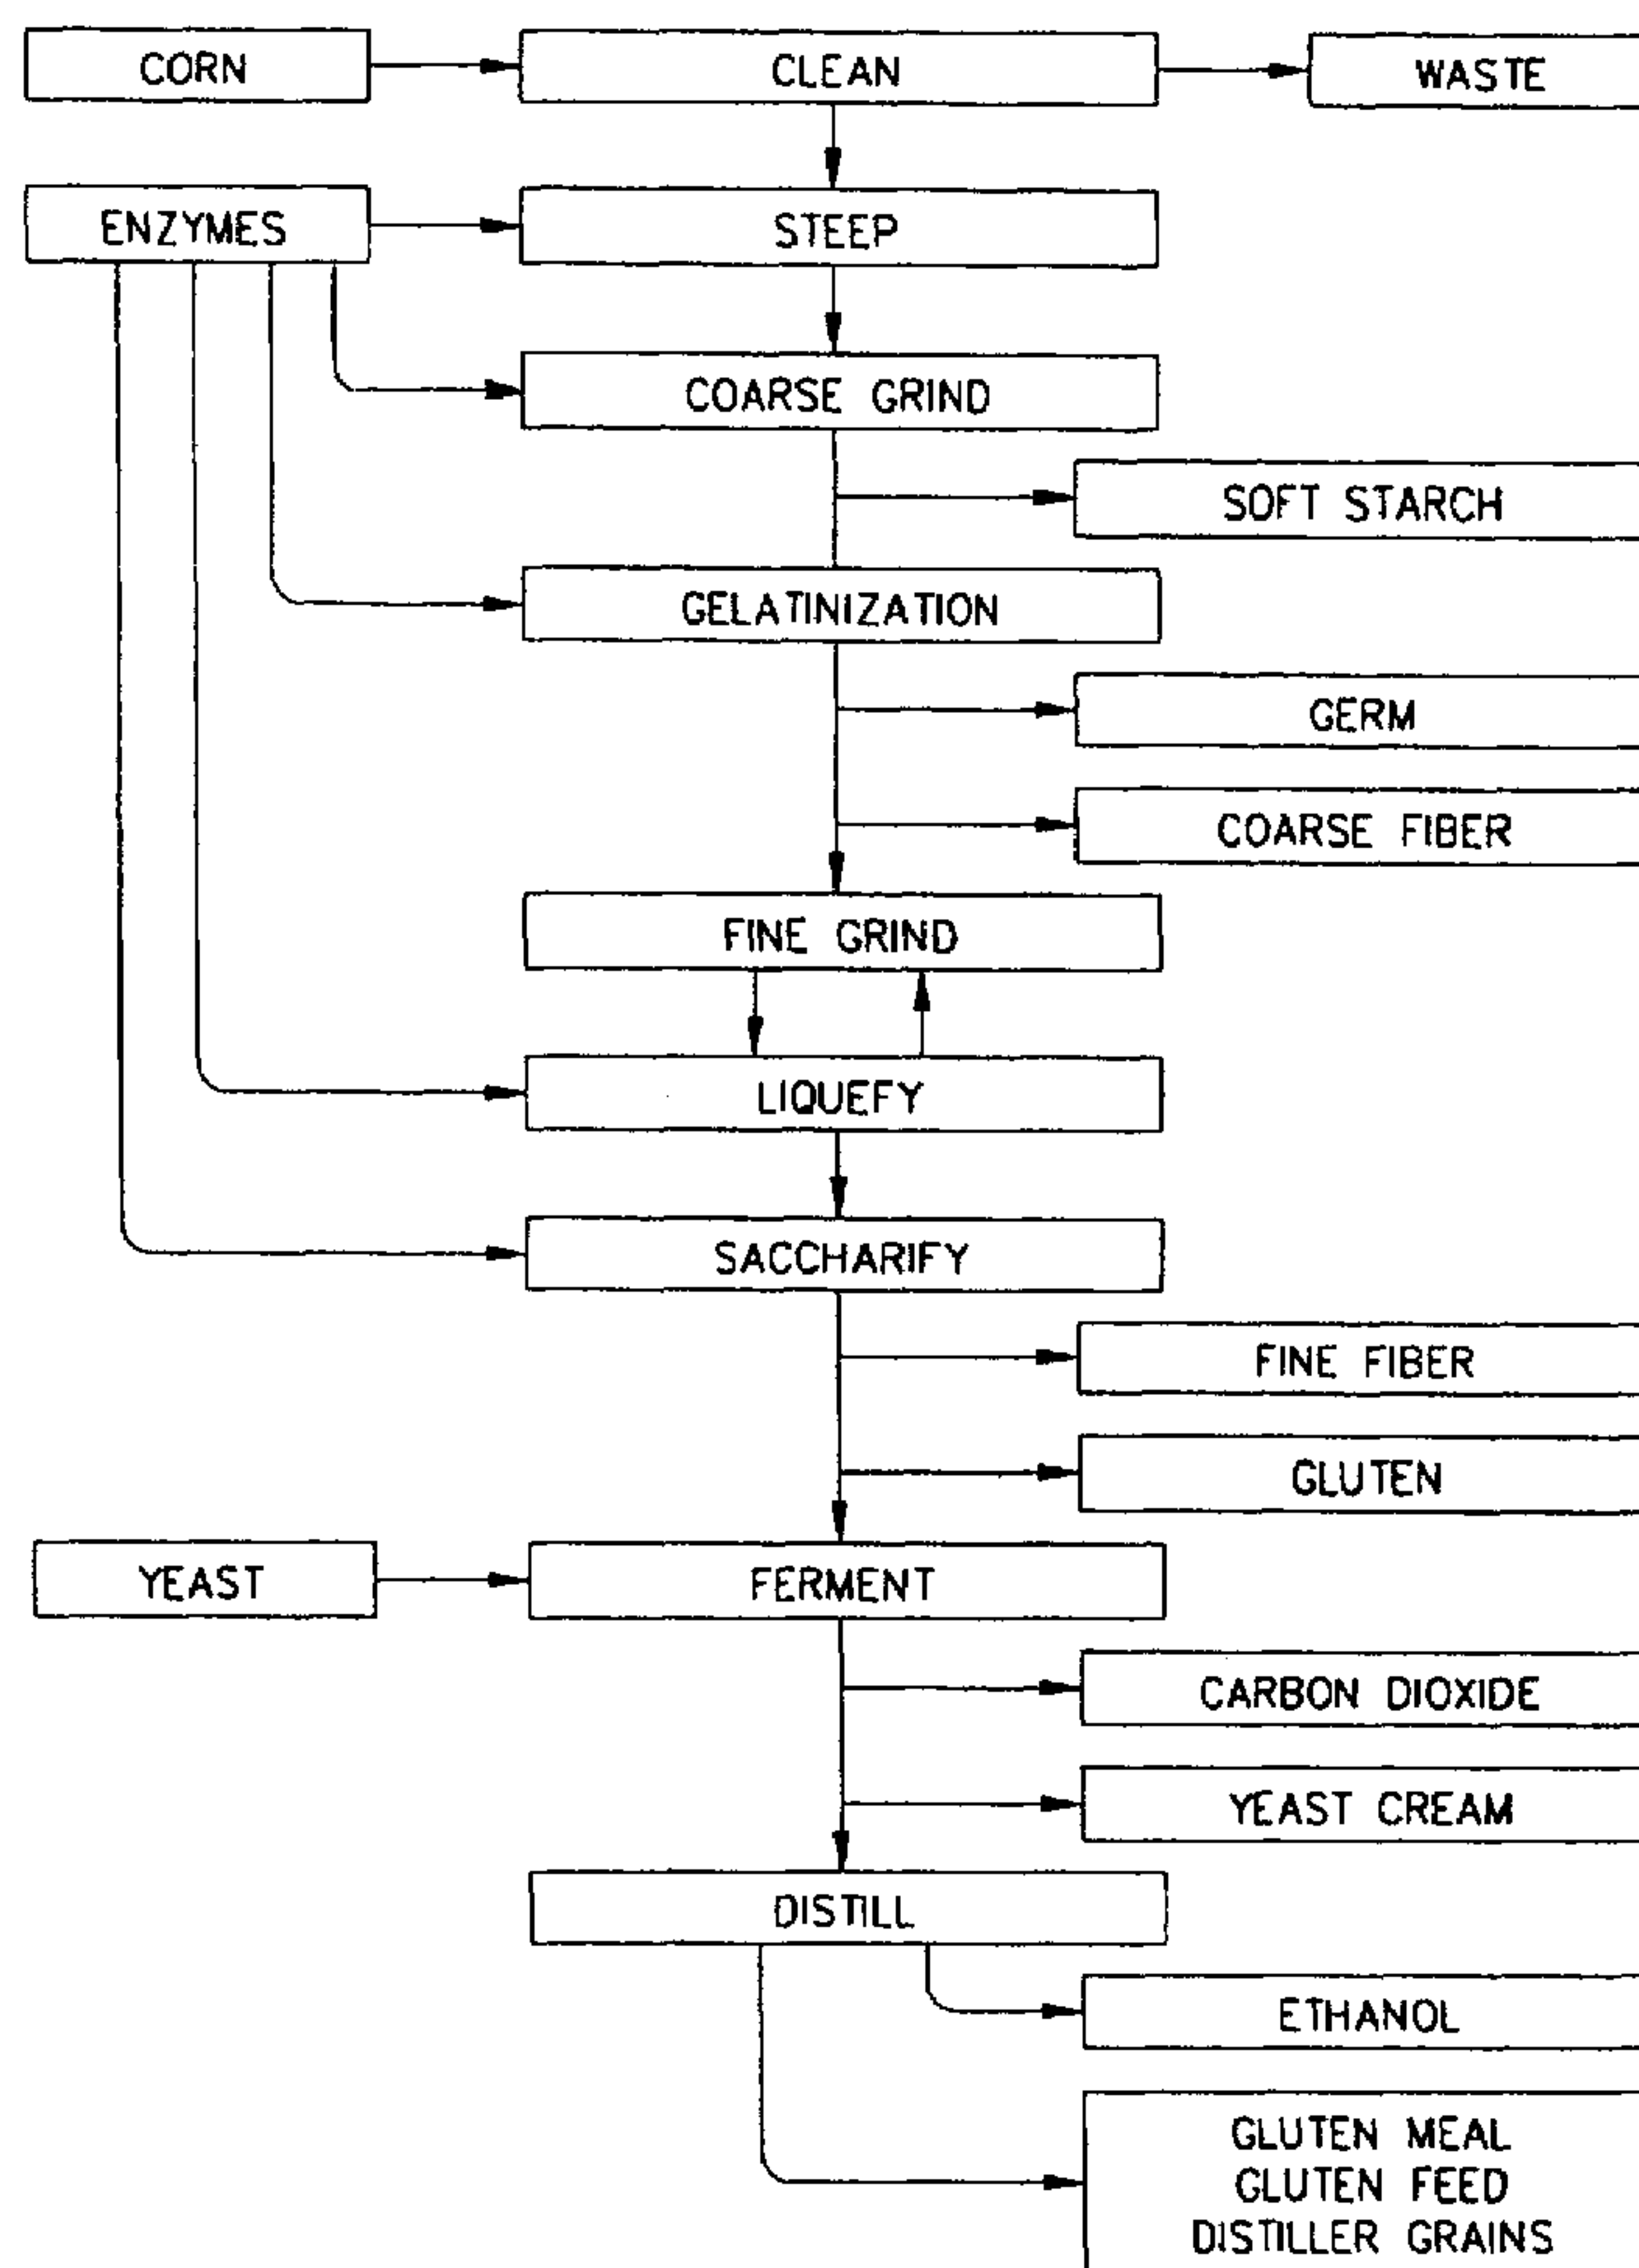 CORN
CLEAN
WASTE
ENZYMES
STEEP
COARSE GRIND
SOFT STARCH
GELATINIZATION
GERM
COARSE FIBER
FINE GRIND
LIQUEFY
SACCHARIFY
FINE FIBER
GLUTEN
YEAST
FERMENT
CARBON DIOXIDE
YEAST CREAM
DISTILL
ETHANOL
GLUTEN MEAL
GLUTEN FEED
DISTILLER GRAINS